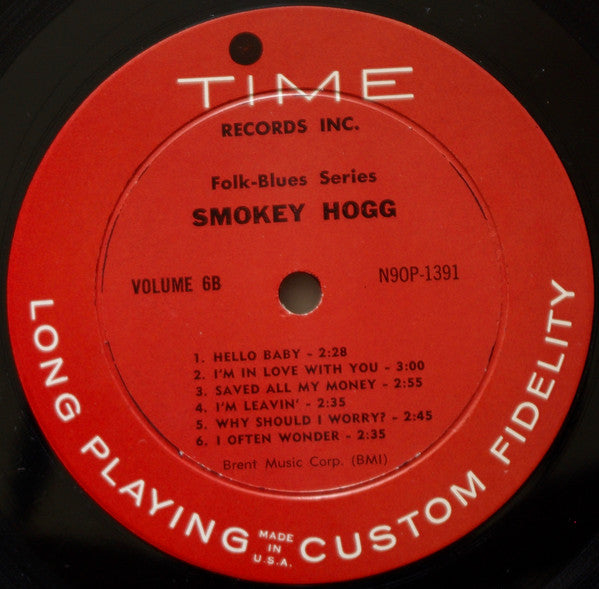 TIME
RECORDS INC.
Folk-Blues Series
SMOKEY HOGG
VOLUME 6B
N9OP-1391
1. HELLO BABY - 2:28
2. I'M IN LOVE WITH YOU - 3:00
3. SAVED ALL MY MONEY - 2:55
4. I'M LEAVIN' - 2:35
5. WHY SHOULD I WORRY? - 2:45
6. I OFTEN WONDER - 2:35
Brent Music Corp. (BMI)
LONG PLAYING
MADE
IN
U.S.A.
CUSTOM FIDELITY